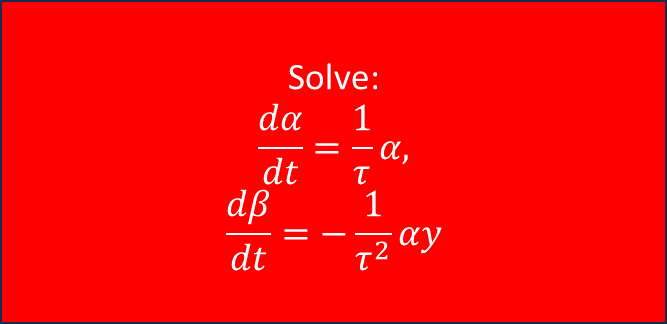 Solve:
dα/dt = 1/τ α,
dβ/dt = − 1/τ² αy